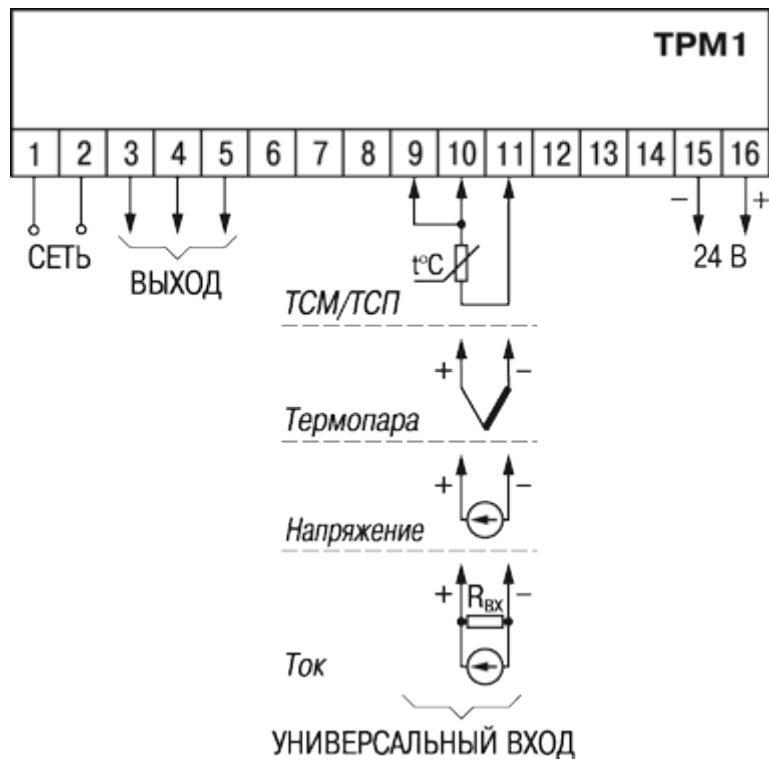 ТРМ1
1 2 3 4 5 6 7 8 9 10 11 12 13 14 15 16
− +
СЕТЬ
ВЫХОД
24 В
t°C
ТСМ/ТСП
+ −
Термопара
+ −
Напряжение
+ Rвх −
Ток
УНИВЕРСАЛЬНЫЙ ВХОД